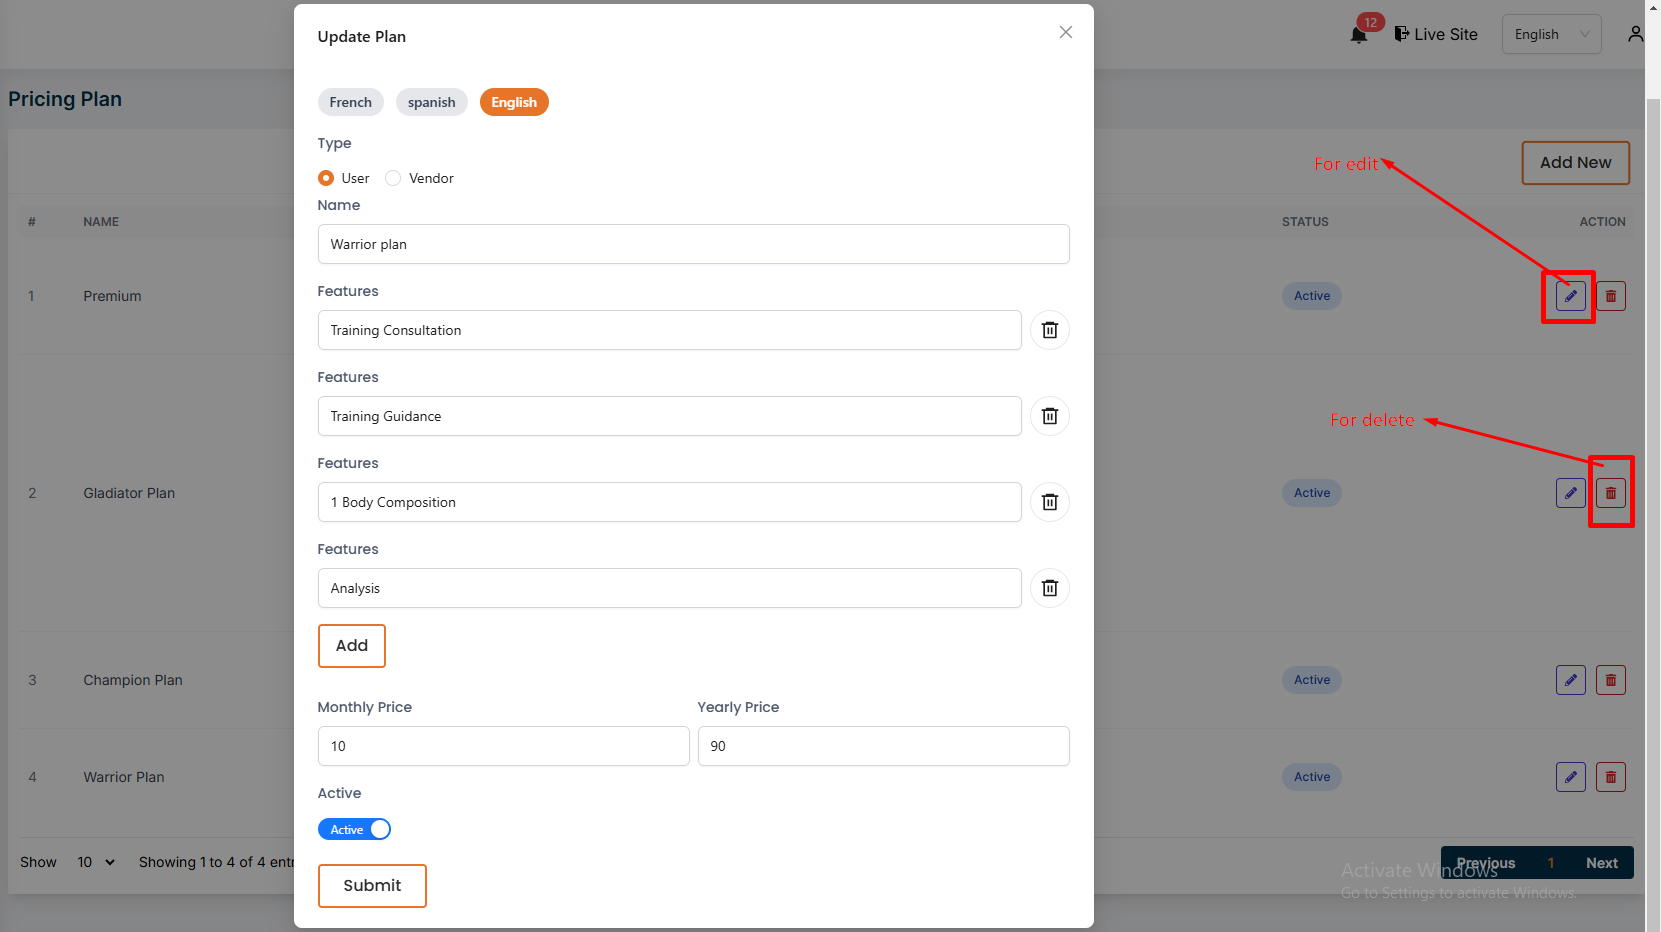 Update Plan
12
Live Site
English
Pricing Plan
French
spanish
English
Type
User
Vendor
For edit
Add New
Name
# NAME STATUS ACTION
Warrior plan
Features
1 Premium Active
Training Consultation
Features
Training Guidance
For delete
Features
2 Gladiator Plan Active
1 Body Composition
Features
Analysis
Add
3 Champion Plan Active
Monthly Price
Yearly Price
10
90
4 Warrior Plan Active
Active
Active
Show 10 Showing 1 to 4 of 4 entr
Previous 1 Next
Activate Windows
Go to Settings to activate Windows.
Submit